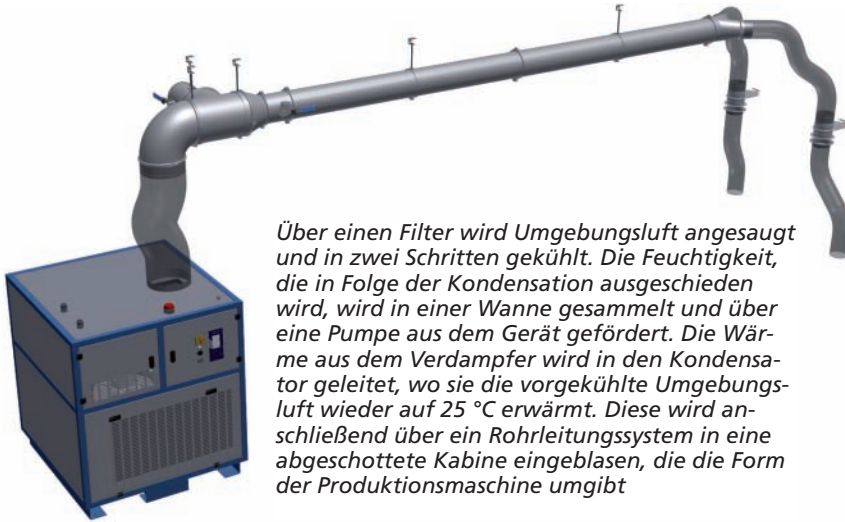 Über einen Filter wird Umgebungsluft angesaugt
und in zwei Schritten gekühlt. Die Feuchtigkeit,
die in Folge der Kondensation ausgeschieden
wird, wird in einer Wanne gesammelt und über
eine Pumpe aus dem Gerät gefördert. Die Wär-
me aus dem Verdampfer wird in den Kondensa-
tor geleitet, wo sie die vorgekühlte Umgebungs-
luft wieder auf 25 °C erwärmt. Diese wird an-
schließend über ein Rohrleitungssystem in eine
abgeschottete Kabine eingeblasen, die die Form
der Produktionsmaschine umgibt